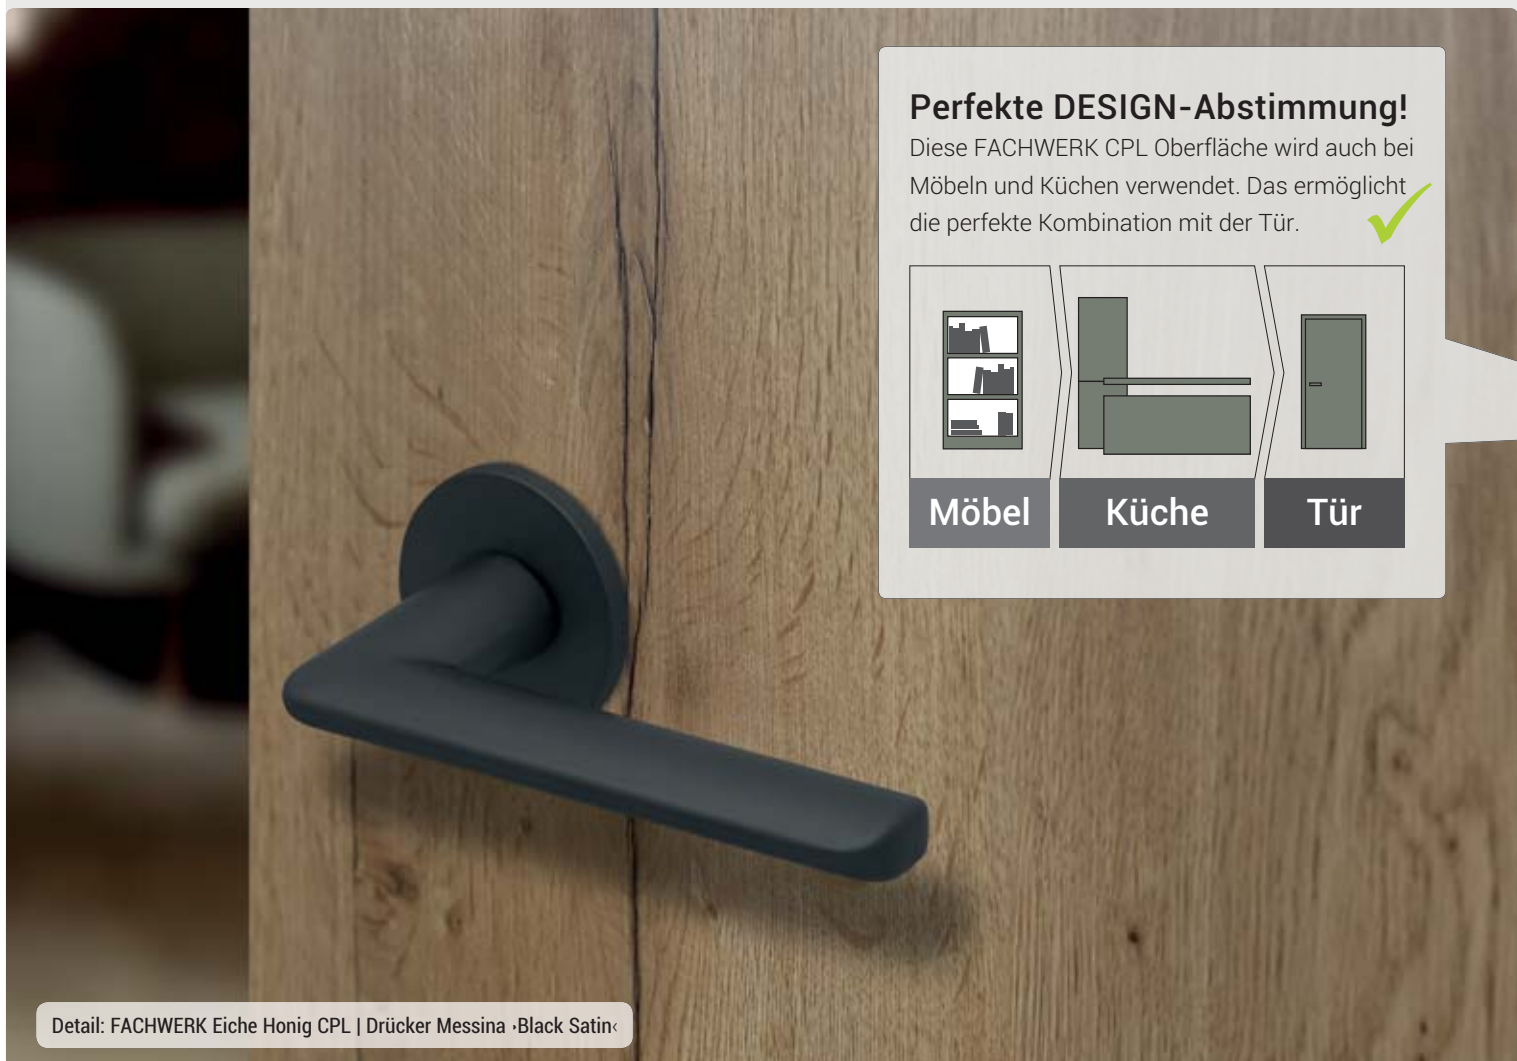 Perfekte DESIGN-Abstimmung!
Diese FACHWERK CPL Oberfläche wird auch bei
Möbeln und Küchen verwendet. Das ermöglicht
die perfekte Kombination mit der Tür.
Möbel
Küche
Tür
Detail: FACHWERK Eiche Honig CPL | Drücker Messina ›Black Satin‹